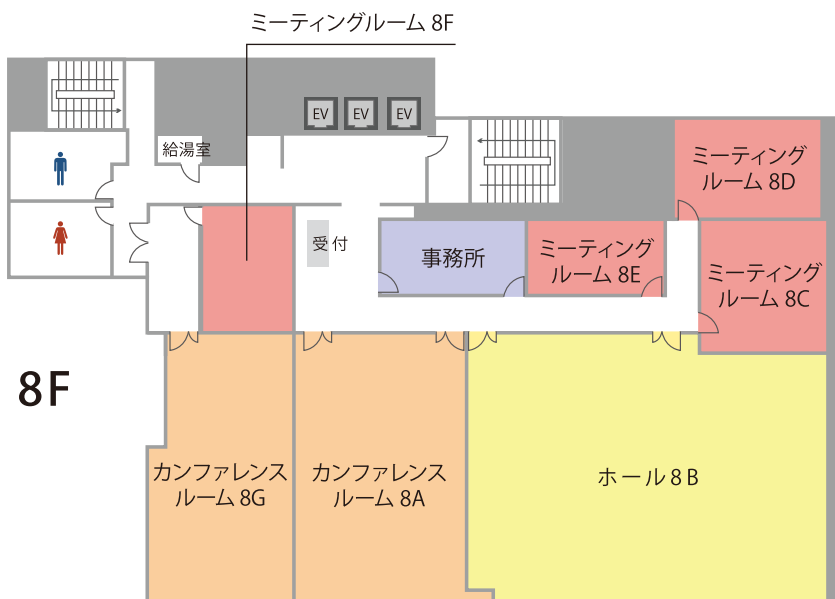 ミーティングルーム 8F
EV
EV
EV
給湯室
ミーティング
ルーム 8D
受付
事務所
ミーティング
ルーム 8E
ミーティング
ルーム 8C
8F
カンファレンス
ルーム 8G
カンファレンス
ルーム 8A
ホール 8 B